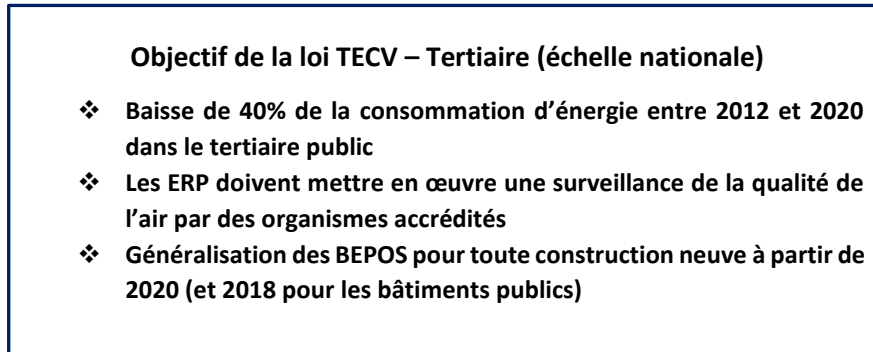 Objectif de la loi TECV – Tertiaire (échelle nationale)
❖ Baisse de 40% de la consommation d’énergie entre 2012 et 2020
dans le tertiaire public
❖ Les ERP doivent mettre en œuvre une surveillance de la qualité de
l’air par des organismes accrédités
❖ Généralisation des BEPOS pour toute construction neuve à partir de
2020 (et 2018 pour les bâtiments publics)